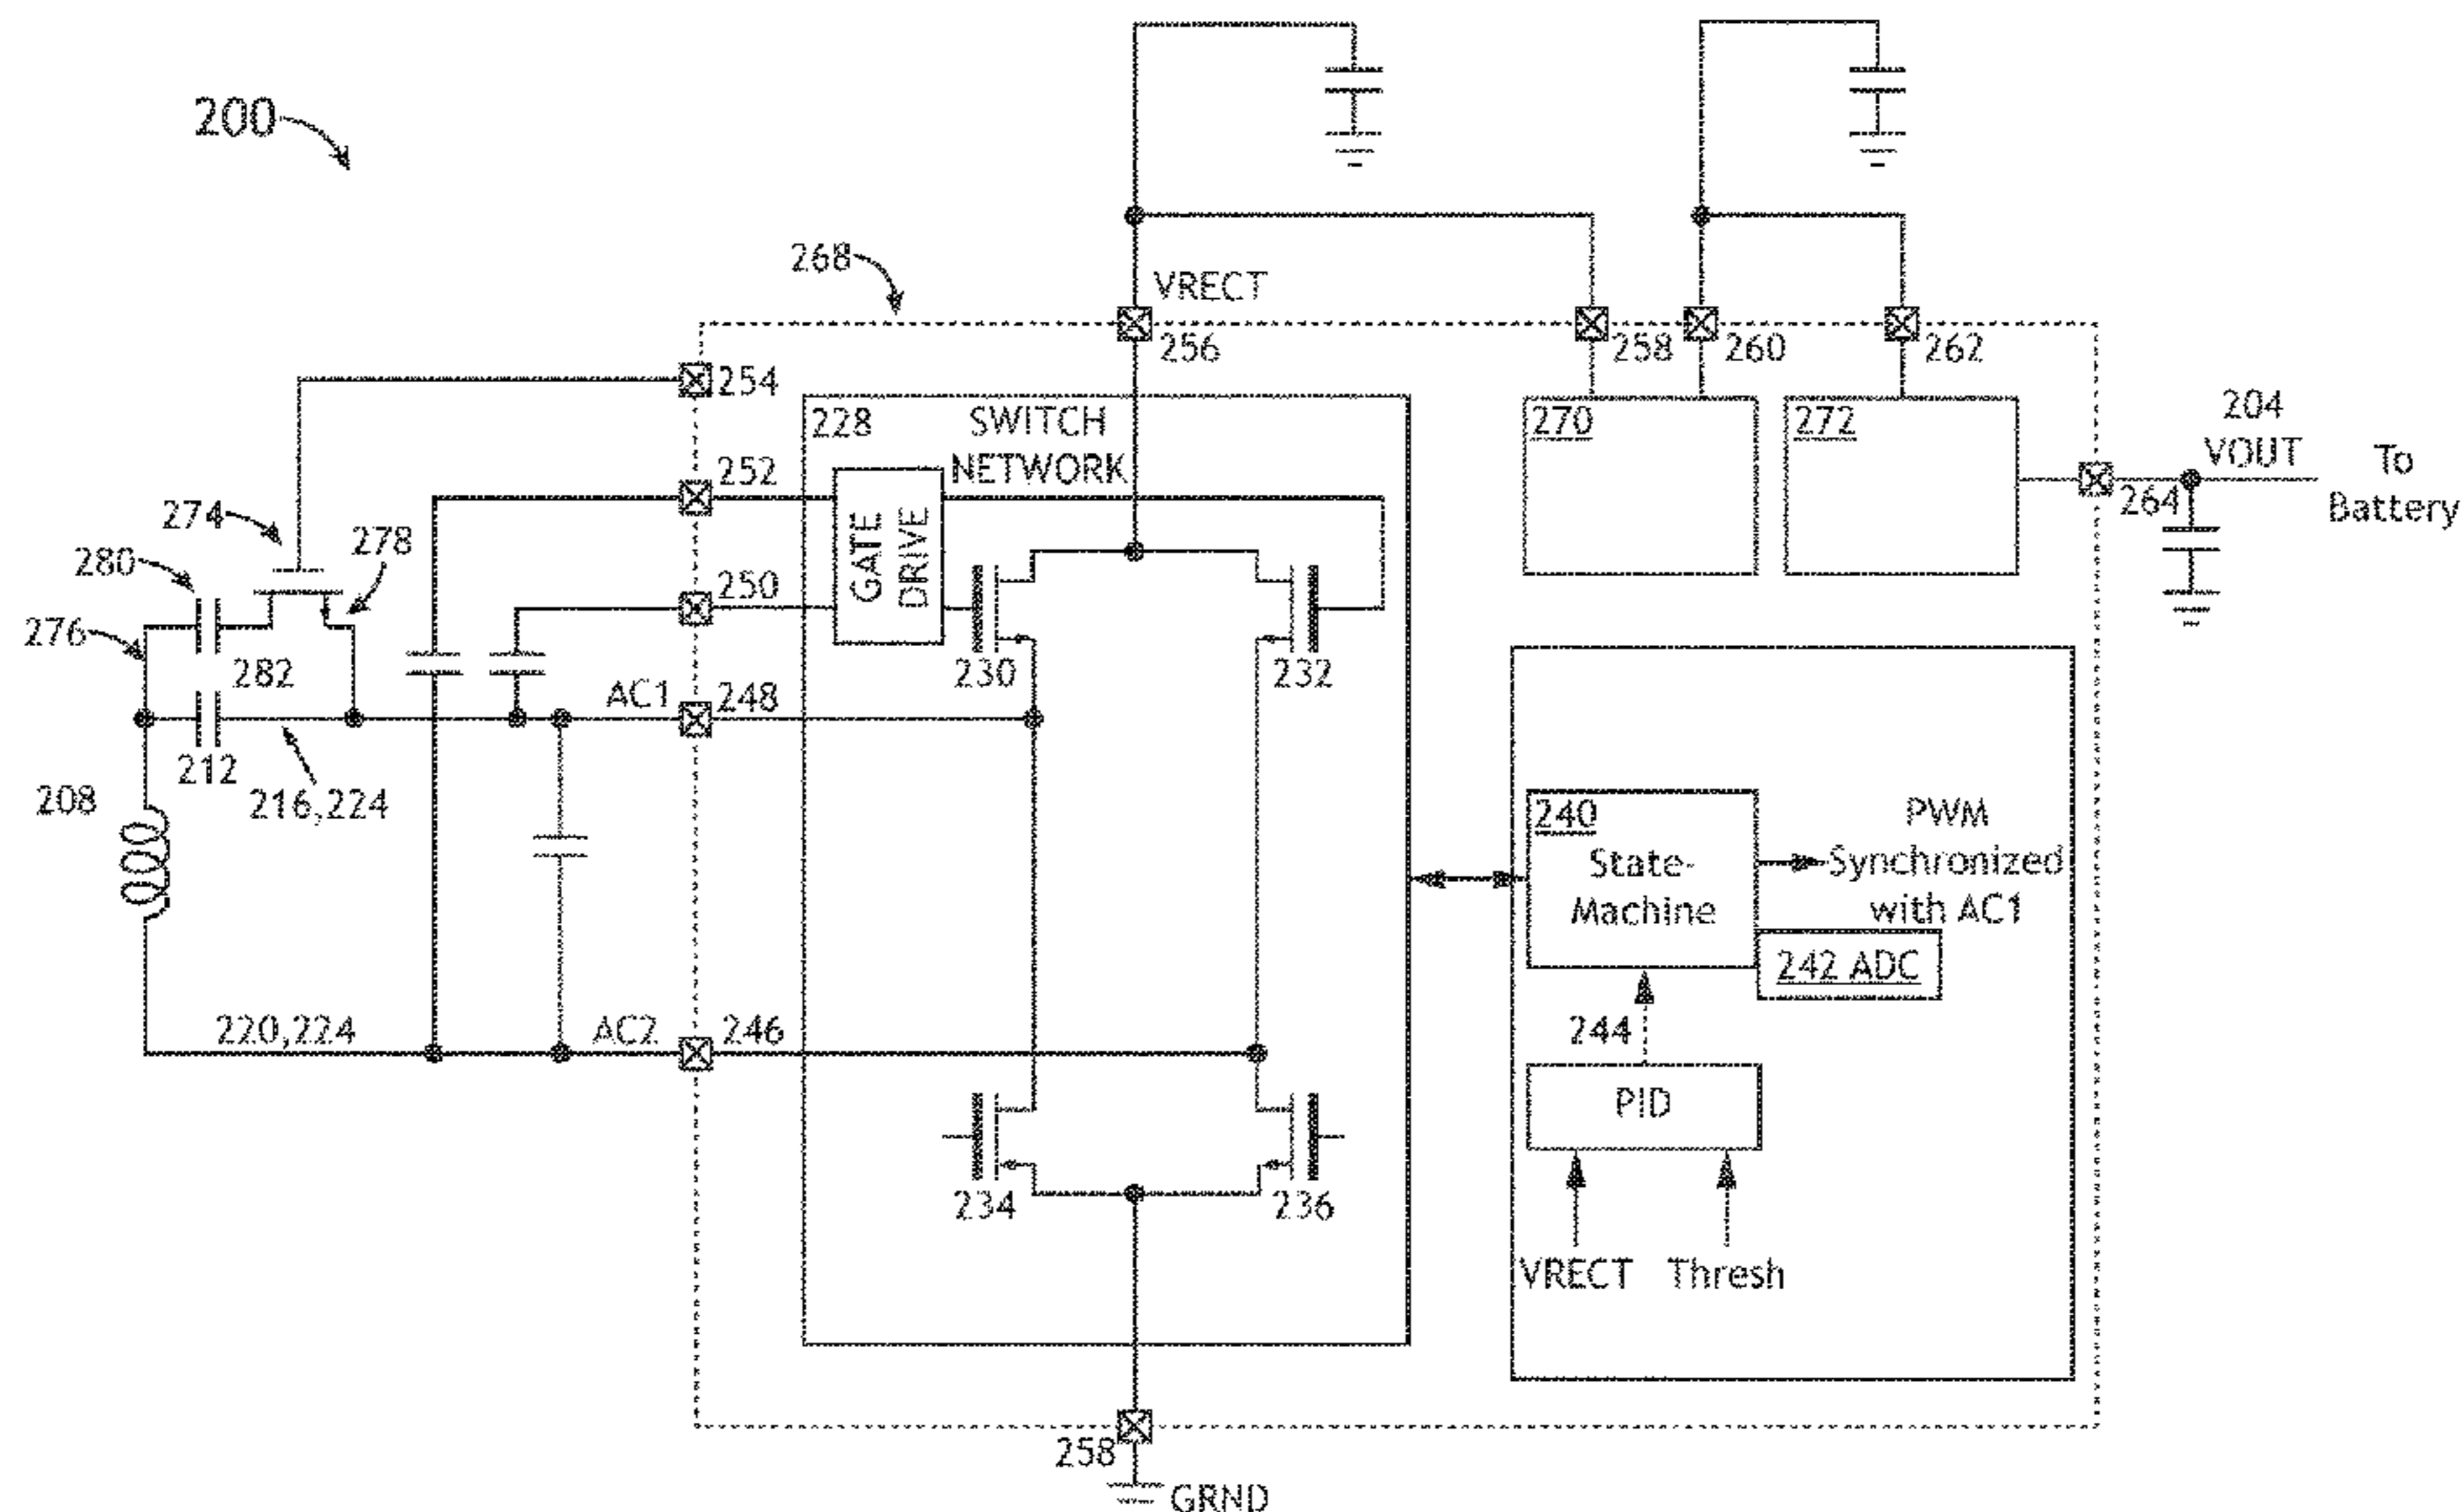 200
268
VRECT
256
258
260
262
254
228
SWITCH
NETWORK
270
272
204
VOUT
To
Battery
264
252
GATE
DRIVE
274
278
280
250
276
282
230
232
AC1
248
212
208
216,224
240
State-
Machine
PWM
Synchronized
with AC1
242 ADC
220,224
AC2
246
244
PID
234
236
VRECT
Thresh
258
GRND